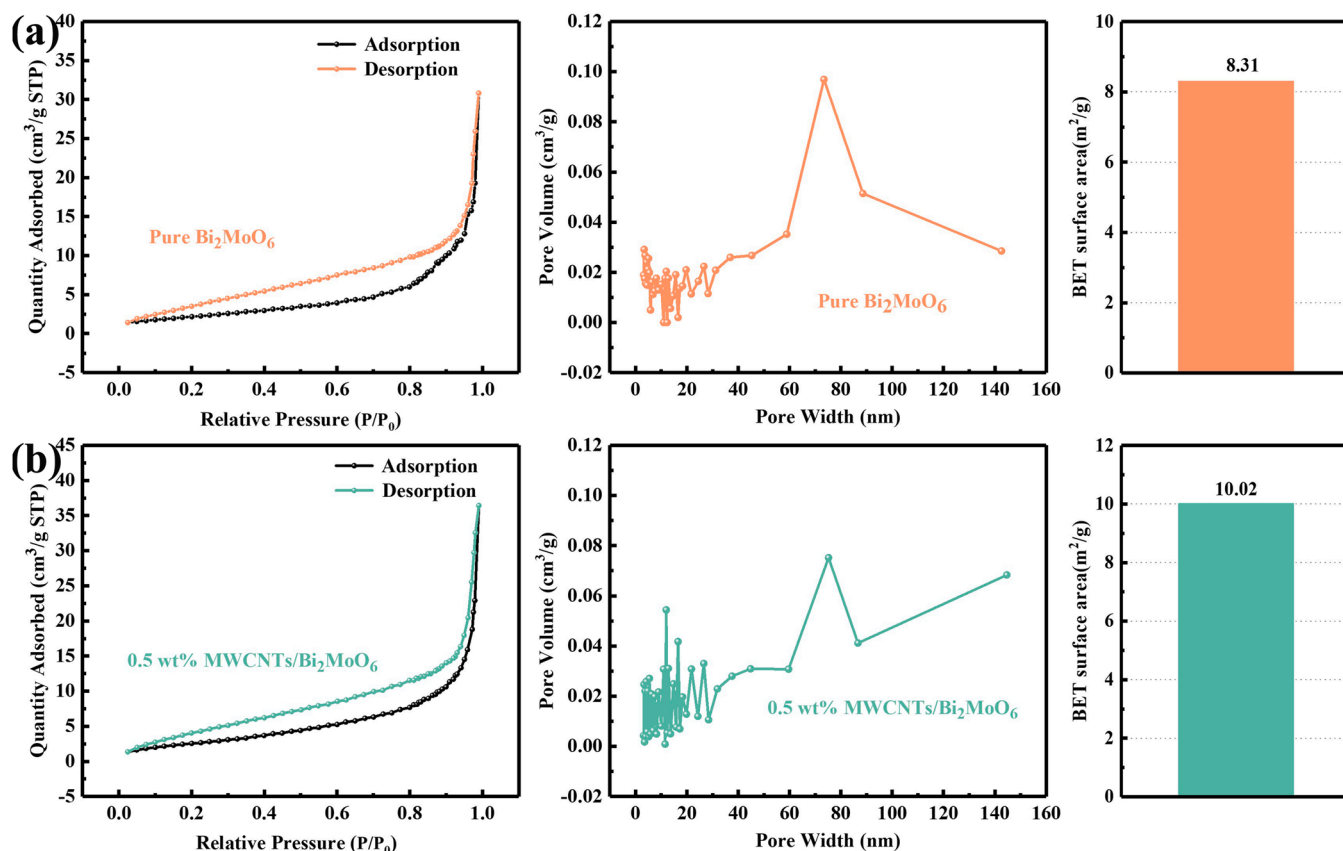 (a)
40
35
30
25
20
15
10
5
0
-5
Quantity Adsorbed (cm³/g STP)
Adsorption
Desorption
Pure Bi₂MoO₆
0.0 0.2 0.4 0.6 0.8 1.0
Relative Pressure (P/P₀)
0.12
0.10
0.08
0.06
0.04
0.02
0.00
-0.02
Pore Volume (cm³/g)
Pure Bi₂MoO₆
0 20 40 60 80 100 120 140 160
Pore Width (nm)
10
8
6
4
2
0
BET surface area(m²/g)
8.31
(b)
45
40
35
30
25
20
15
10
5
0
-5
Quantity Adsorbed (cm³/g STP)
Adsorption
Desorption
0.5 wt% MWCNTs/Bi₂MoO₆
0.0 0.2 0.4 0.6 0.8 1.0
Relative Pressure (P/P₀)
0.12
0.10
0.08
0.06
0.04
0.02
0.00
-0.02
Pore Volume (cm³/g)
0.5 wt% MWCNTs/Bi₂MoO₆
0 20 40 60 80 100 120 140 160
Pore Width (nm)
12
10
8
6
4
2
0
BET surface area(m²/g)
10.02